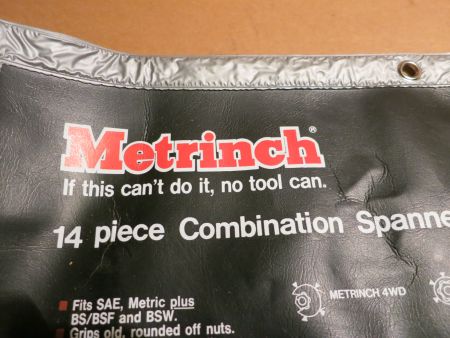 Metrinch®
If this can't do it, no tool can.
14 piece Combination Spanne
Fits SAE, Metric plus
BS/BSF and BSW.
Grips old, rounded off nuts.
METRINCH 4WD